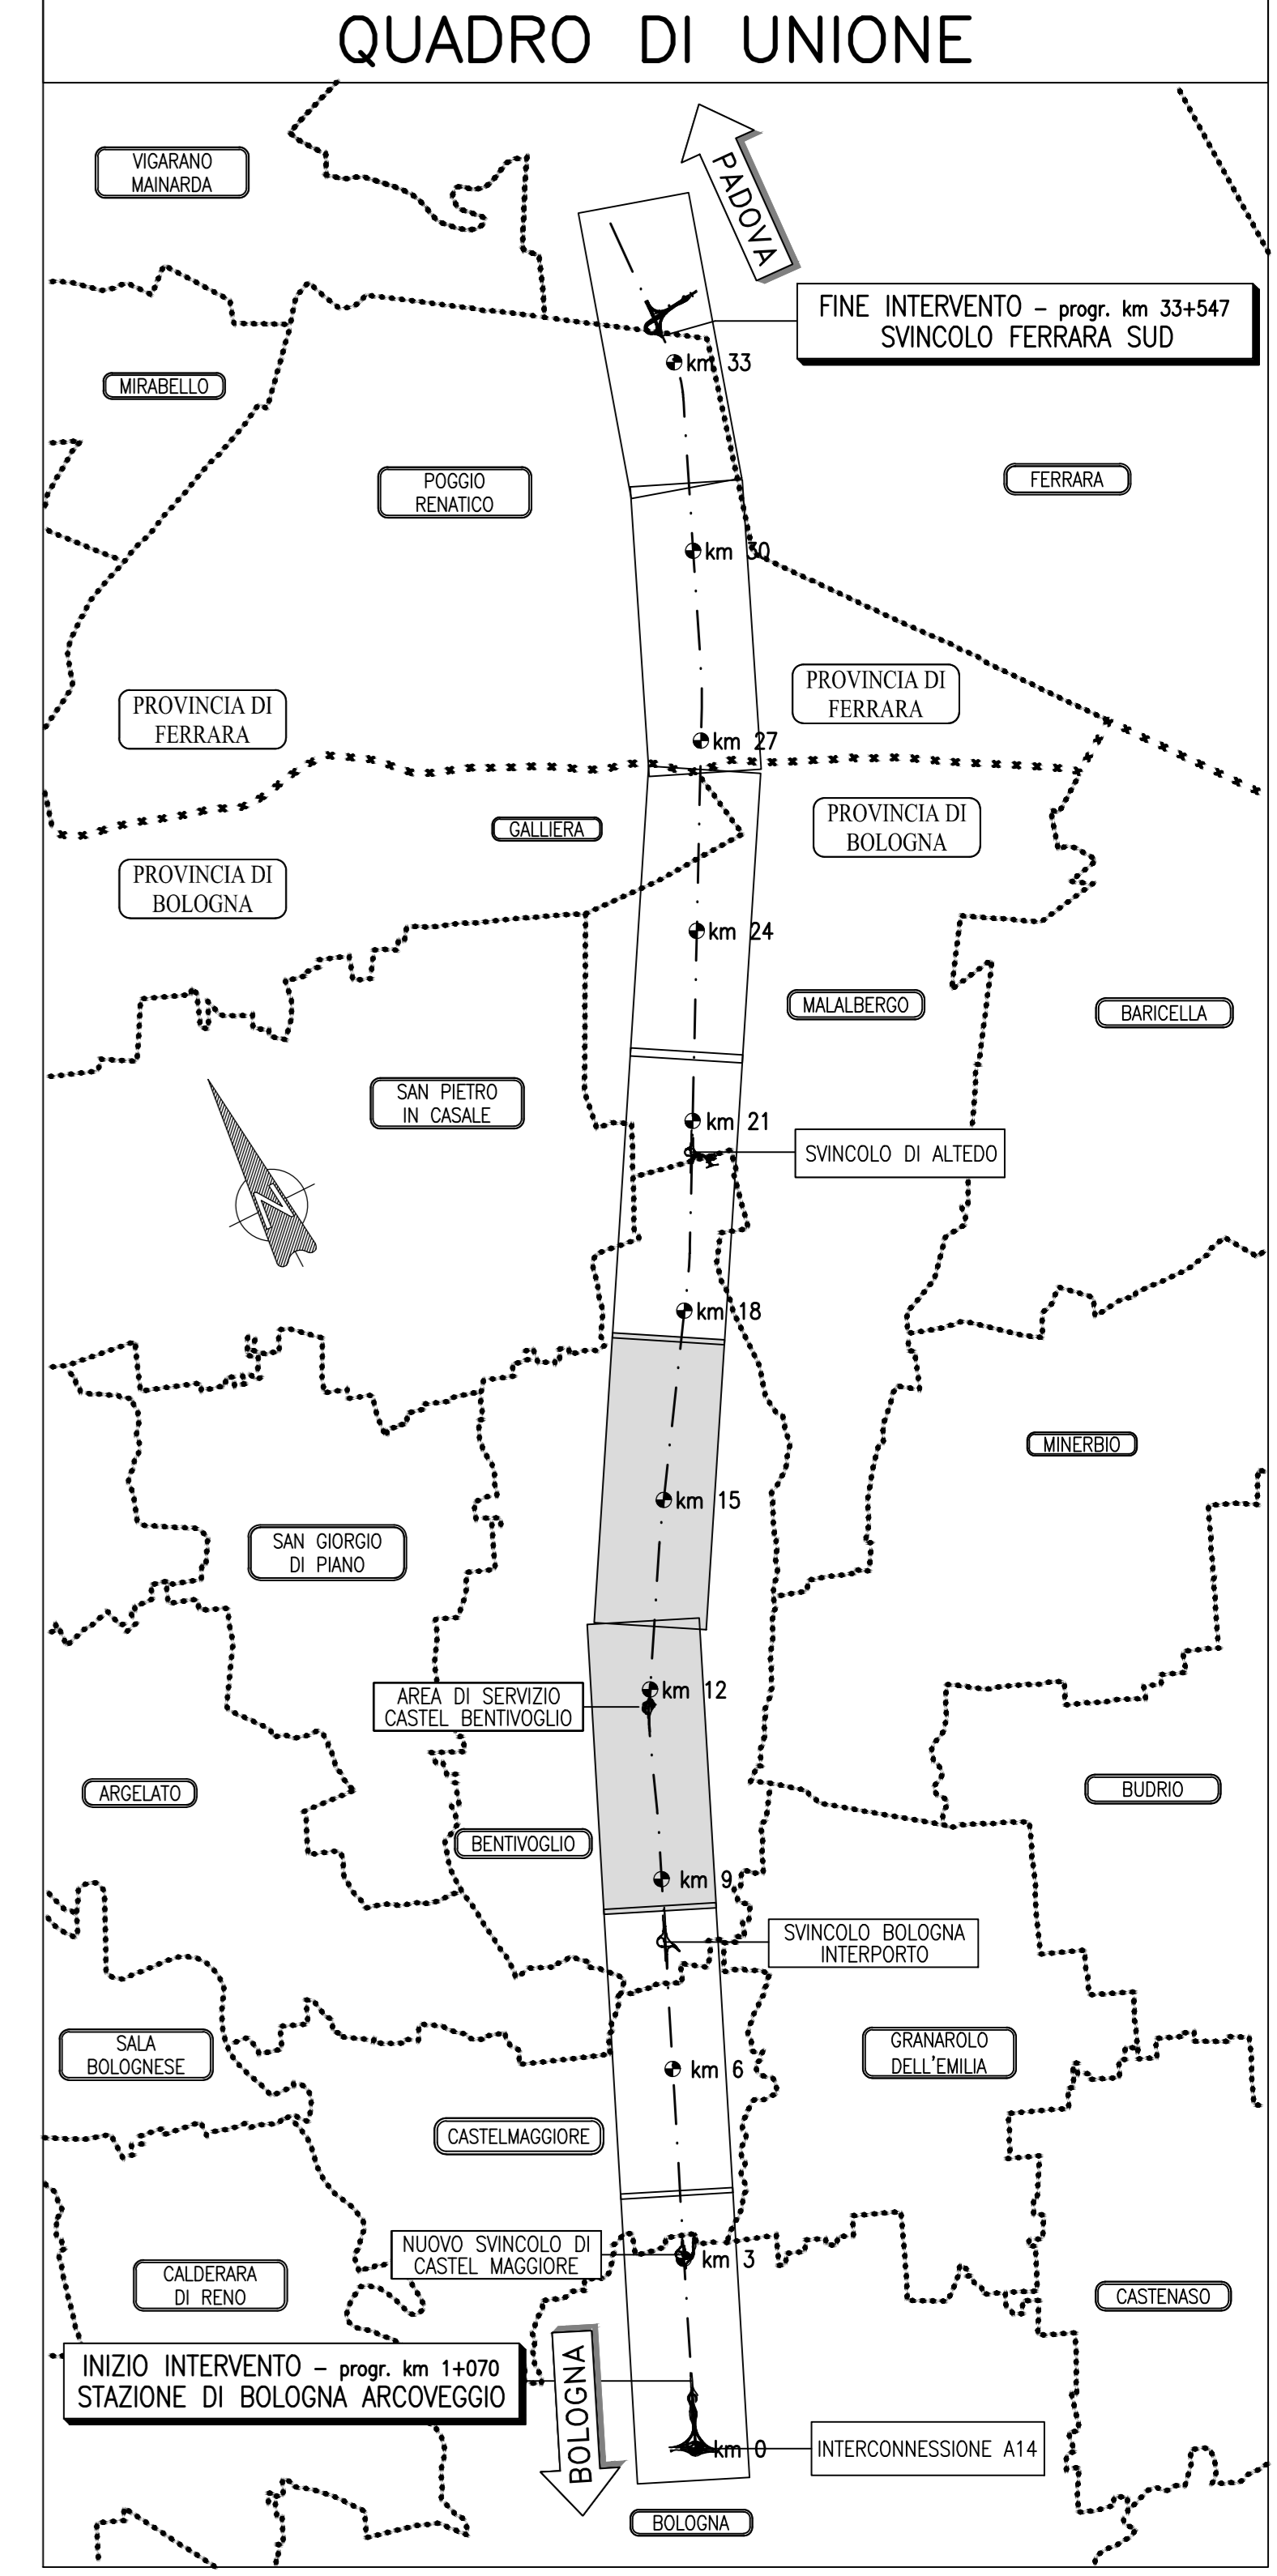 QUADRO DI UNIONE
VIGARANO
MAINARDA
PADOVA
FINE INTERVENTO – progr. km 33+547
SVINCOLO FERRARA SUD
km 33
MIRABELLO
POGGIO
RENATICO
FERRARA
km 30
PROVINCIA DI
FERRARA
PROVINCIA DI
FERRARA
km 27
GALLIERA
PROVINCIA DI
BOLOGNA
PROVINCIA DI
BOLOGNA
km 24
MALALBERGO
BARICELLA
SAN PIETRO
IN CASALE
km 21
SVINCOLO DI ALTEDO
N
km 18
MINERBIO
km 15
SAN GIORGIO
DI PIANO
km 12
AREA DI SERVIZIO
CASTEL BENTIVOGLIO
ARGELATO
BUDRIO
BENTIVOGLIO
km 9
SVINCOLO BOLOGNA
INTERPORTO
SALA
BOLOGNESE
GRANAROLO
DELL'EMILIA
km 6
CASTELMAGGIORE
NUOVO SVINCOLO DI
CASTEL MAGGIORE
km 3
CALDERARA
DI RENO
CASTENASO
INIZIO INTERVENTO – progr. km 1+070
STAZIONE DI BOLOGNA ARCOVEGGIO
BOLOGNA
km 0
INTERCONNESSIONE A14
BOLOGNA